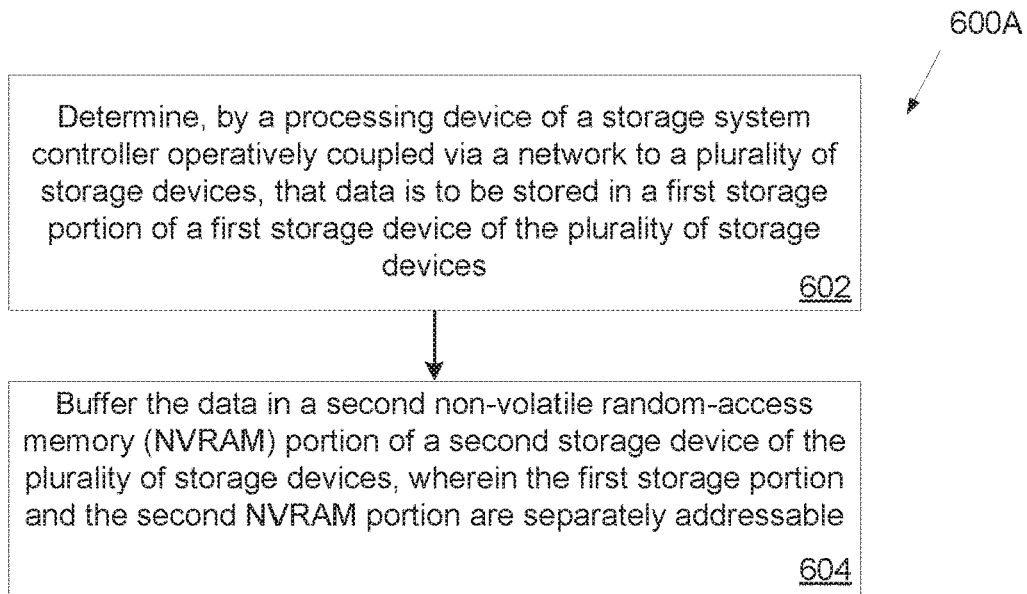 600A
Determine, by a processing device of a storage system
controller operatively coupled via a network to a plurality of
storage devices, that data is to be stored in a first storage
portion of a first storage device of the plurality of storage
devices
602
Buffer the data in a second non-volatile random-access
memory (NVRAM) portion of a second storage device of the
plurality of storage devices, wherein the first storage portion
and the second NVRAM portion are separately addressable
604